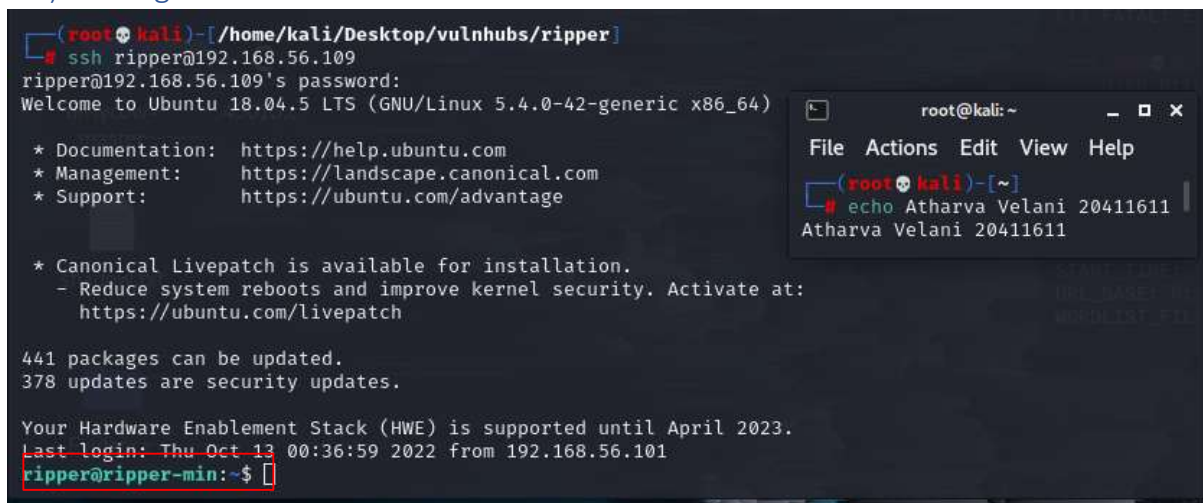 ┌──(root💀kali)-[/home/kali/Desktop/vulnhubs/ripper]
└─# ssh ripper@192.168.56.109
ripper@192.168.56.109's password:
Welcome to Ubuntu 18.04.5 LTS (GNU/Linux 5.4.0-42-generic x86_64)
* Documentation:  https://help.ubuntu.com
* Management:     https://landscape.canonical.com
* Support:        https://ubuntu.com/advantage
* Canonical Livepatch is available for installation.
- Reduce system reboots and improve kernel security. Activate at:
https://ubuntu.com/livepatch
441 packages can be updated.
378 updates are security updates.
Your Hardware Enablement Stack (HWE) is supported until April 2023.
Last login: Thu Oct 13 00:36:59 2022 from 192.168.56.101
ripper@ripper-min:~$
root@kali: ~
File Actions Edit View Help
┌──(root💀kali)-[~]
└─# echo Atharva Velani 20411611
Atharva Velani 20411611